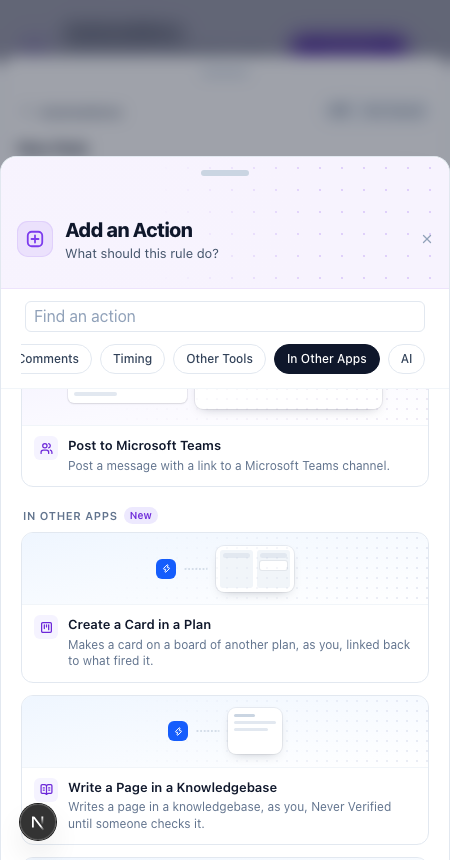 Add an Action
What should this rule do?
Find an action
Comments
Timing
Other Tools
In Other Apps
AI
Post to Microsoft Teams
Post a message with a link to a Microsoft Teams channel.
IN OTHER APPS
New
Create a Card in a Plan
Makes a card on a board of another plan, as you, linked back
to what fired it.
Write a Page in a Knowledgebase
Writes a page in a knowledgebase, as you, Never Verified
until someone checks it.
N